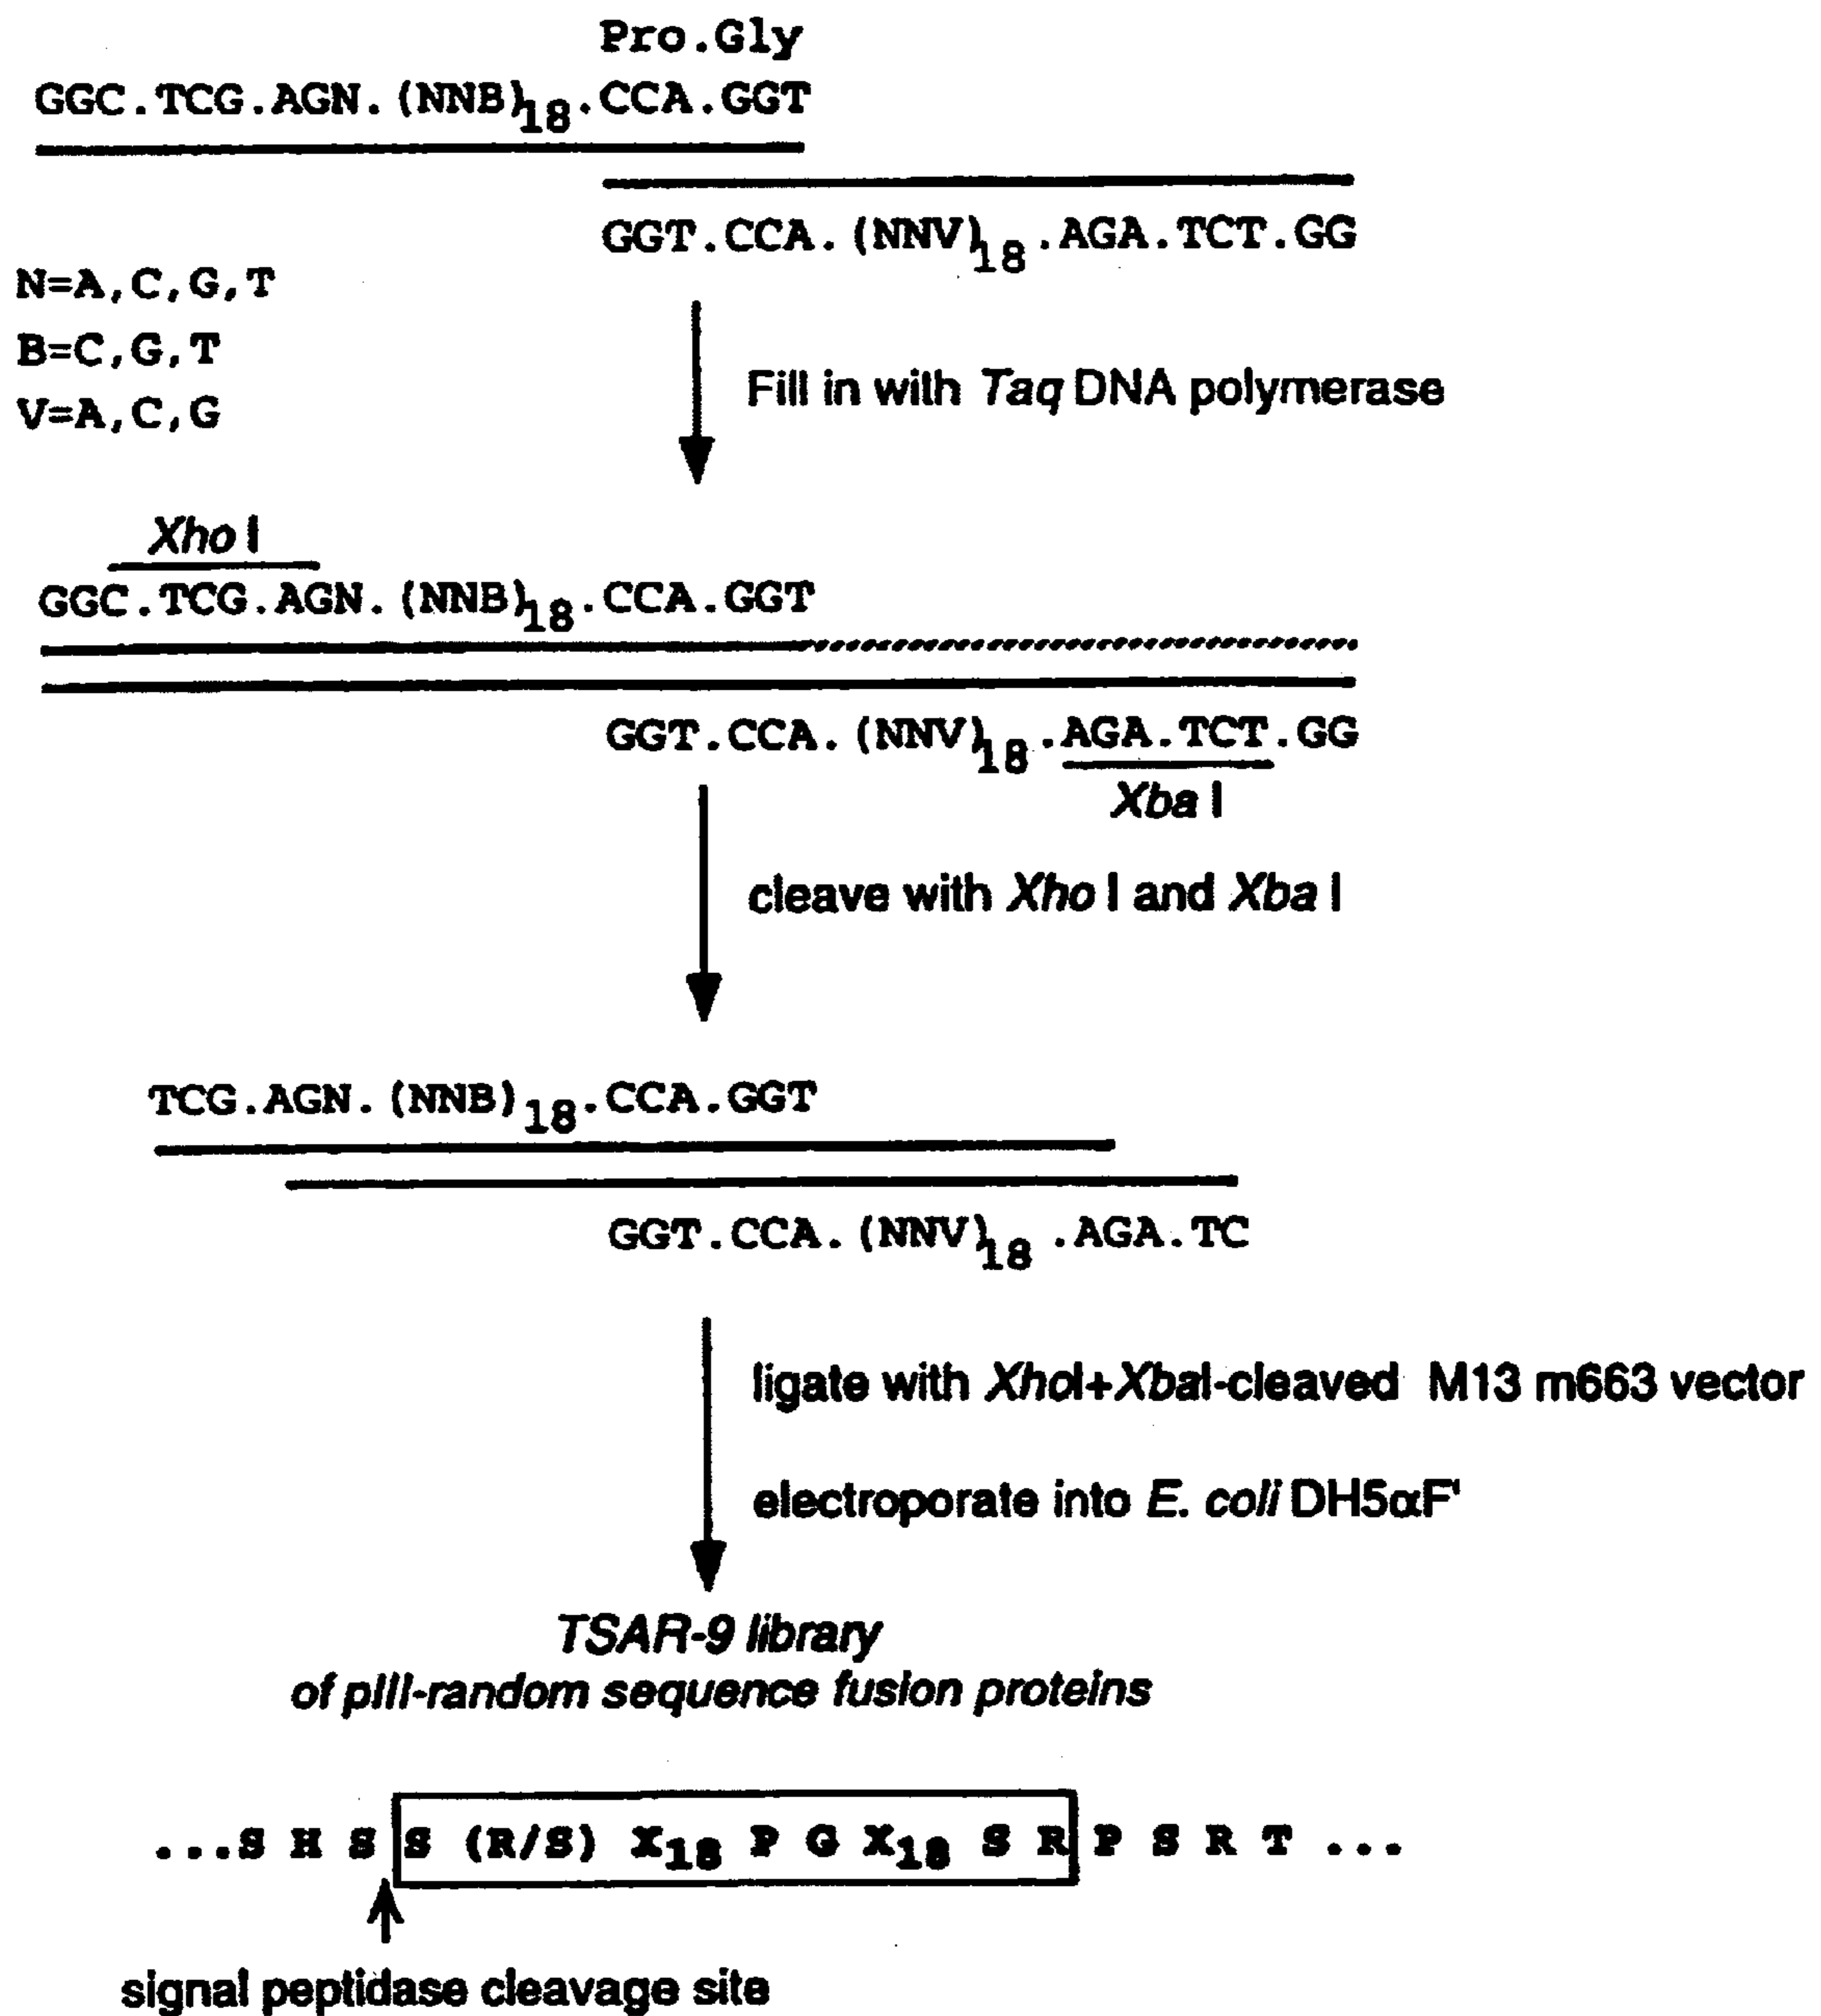 Pro.Gly
GGC.TCG.AGN.(NNB)18.CCA.GGT
GGT.CCA.(NNV)18.AGA.TCT.GG
N=A,C,G,T
B=C,G,T
V=A,C,G
Fill in with Taq DNA polymerase
Xho I
GGC.TCG.AGN.(NNB)18.CCA.GGT
GGT.CCA.(NNV)18.AGA.TCT.GG
Xba I
cleave with Xho I and Xba I
TCG.AGN.(NNB)18.CCA.GGT
GGT.CCA.(NNV)18.AGA.TC
ligate with XhoI+XbaI-cleaved M13 m663 vector
electroporate into E. coli DH5αF'
TSAR-9 library
of pIII-random sequence fusion proteins
...S H S S (R/S) X18 P G X18 S R P S R T ...
signal peptidase cleavage site